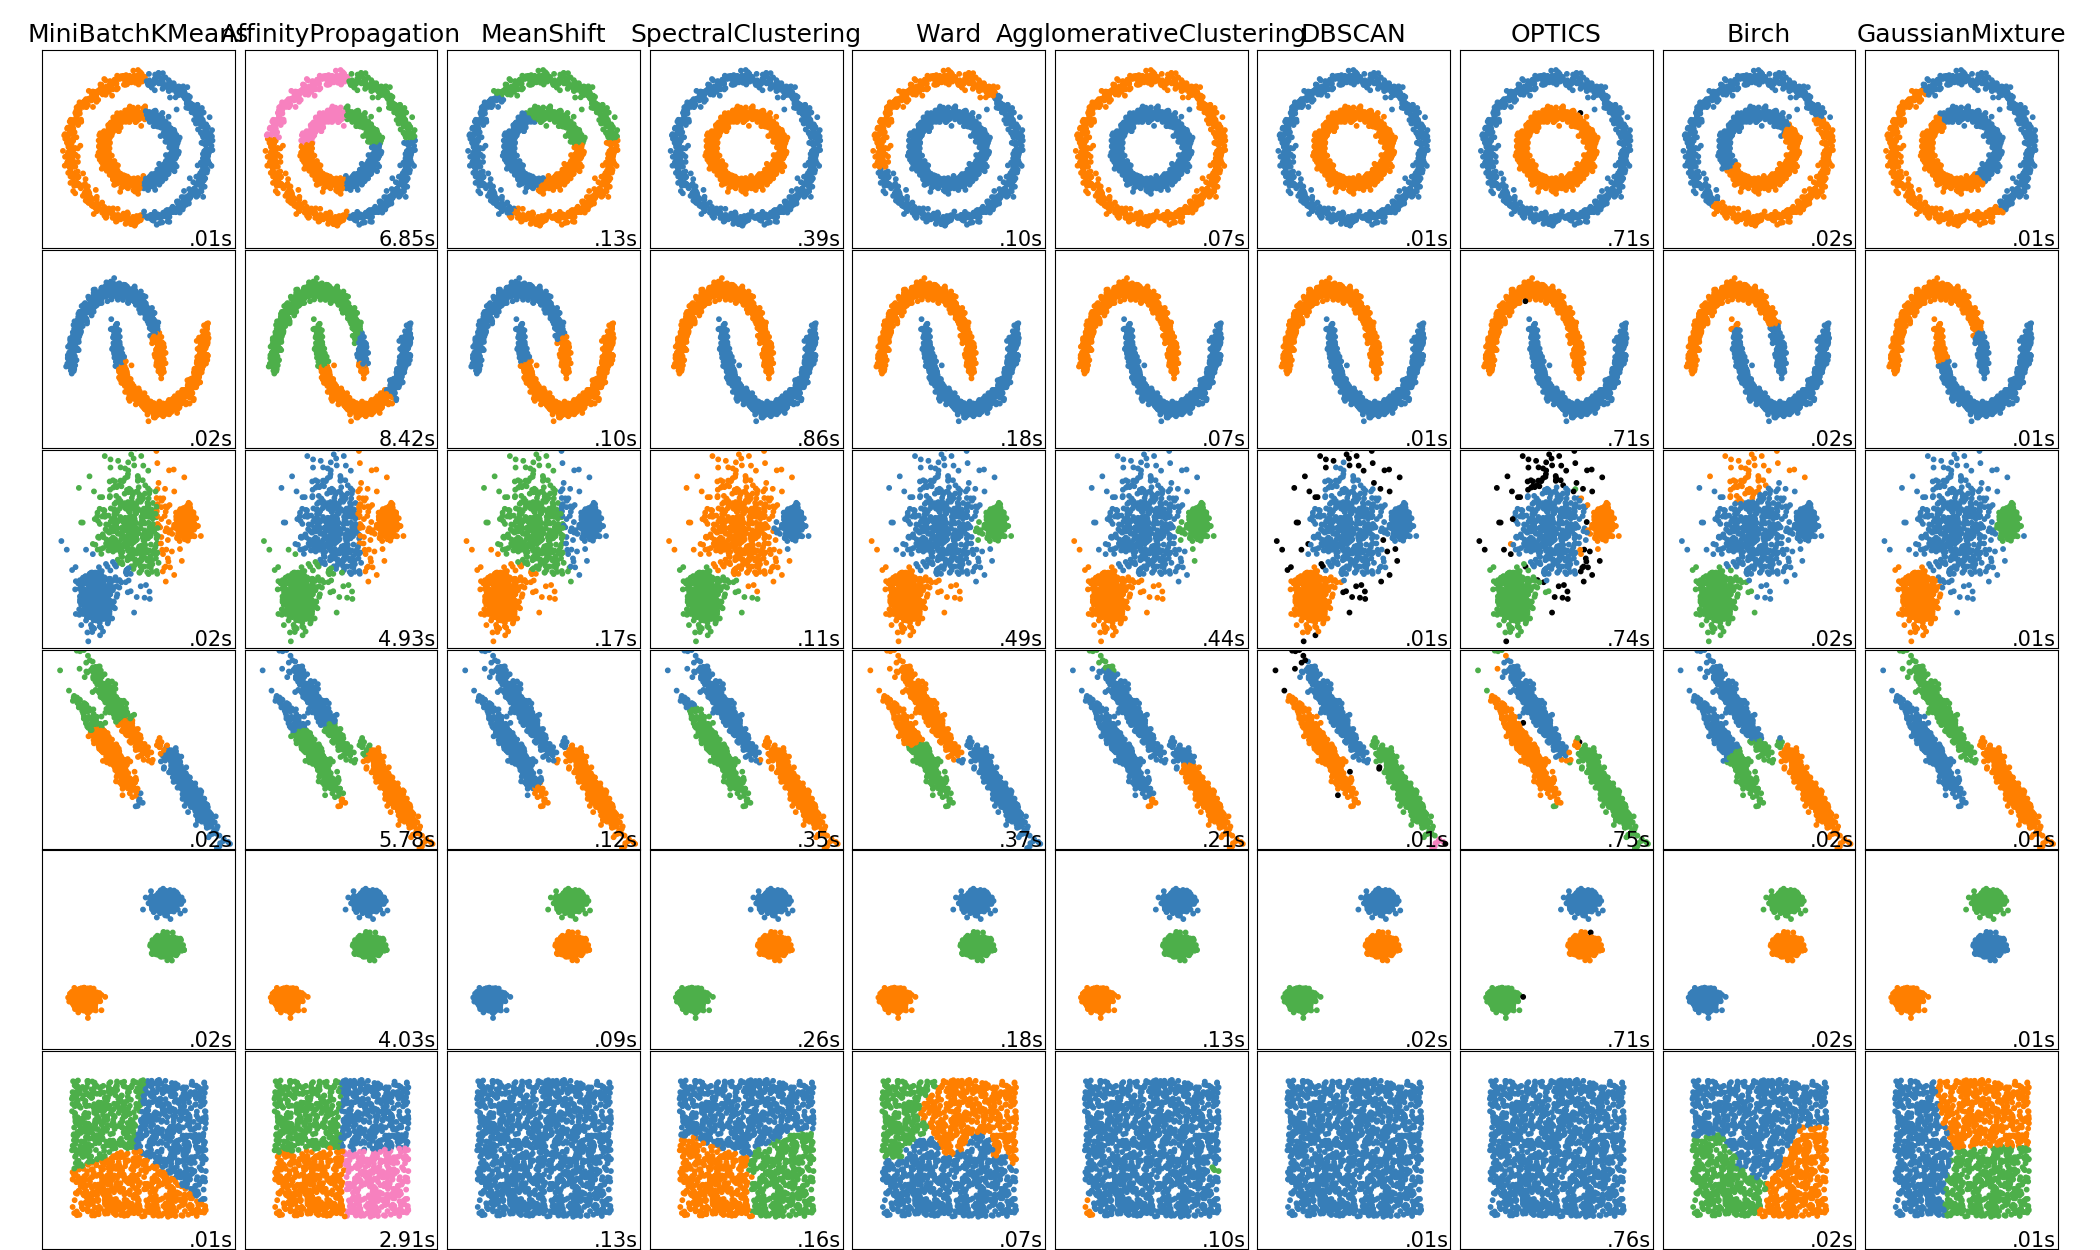 MiniBatchKMeans AffinityPropagation MeanShift SpectralClustering Ward AgglomerativeClustering DBSCAN OPTICS Birch GaussianMixture
.01s 6.85s .13s .39s .10s .07s .01s .71s .02s .01s
.02s 8.42s .10s .86s .18s .07s .01s .71s .02s .01s
.02s 4.93s .17s .11s .49s .44s .01s .74s .02s .01s
.02s 5.78s .12s .35s .37s .21s .01s .75s .02s .01s
.02s 4.03s .09s .26s .18s .13s .02s .71s .02s .01s
.01s 2.91s .13s .16s .07s .10s .01s .76s .02s .01s